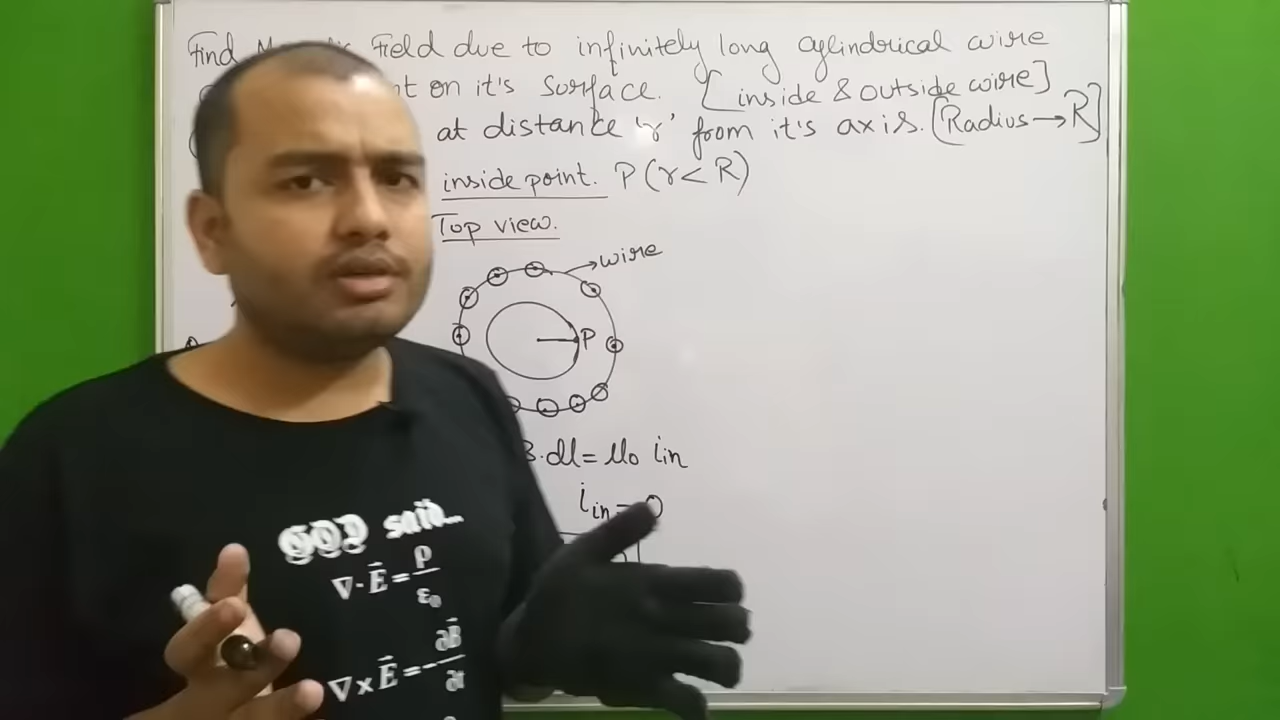 Find Field due to infinitely long cylindrical wire
on it's surface. [inside & outside wire]
at distance 'r' from it's axis. [Radius → R]
inside point. P (r < R)
Top view.
→ wire
P
B.dl = μ₀ iin
iin = 0
GOD said...
∇·E⃗ = ρ/ε₀
∇×E⃗ = -∂B⃗/∂t